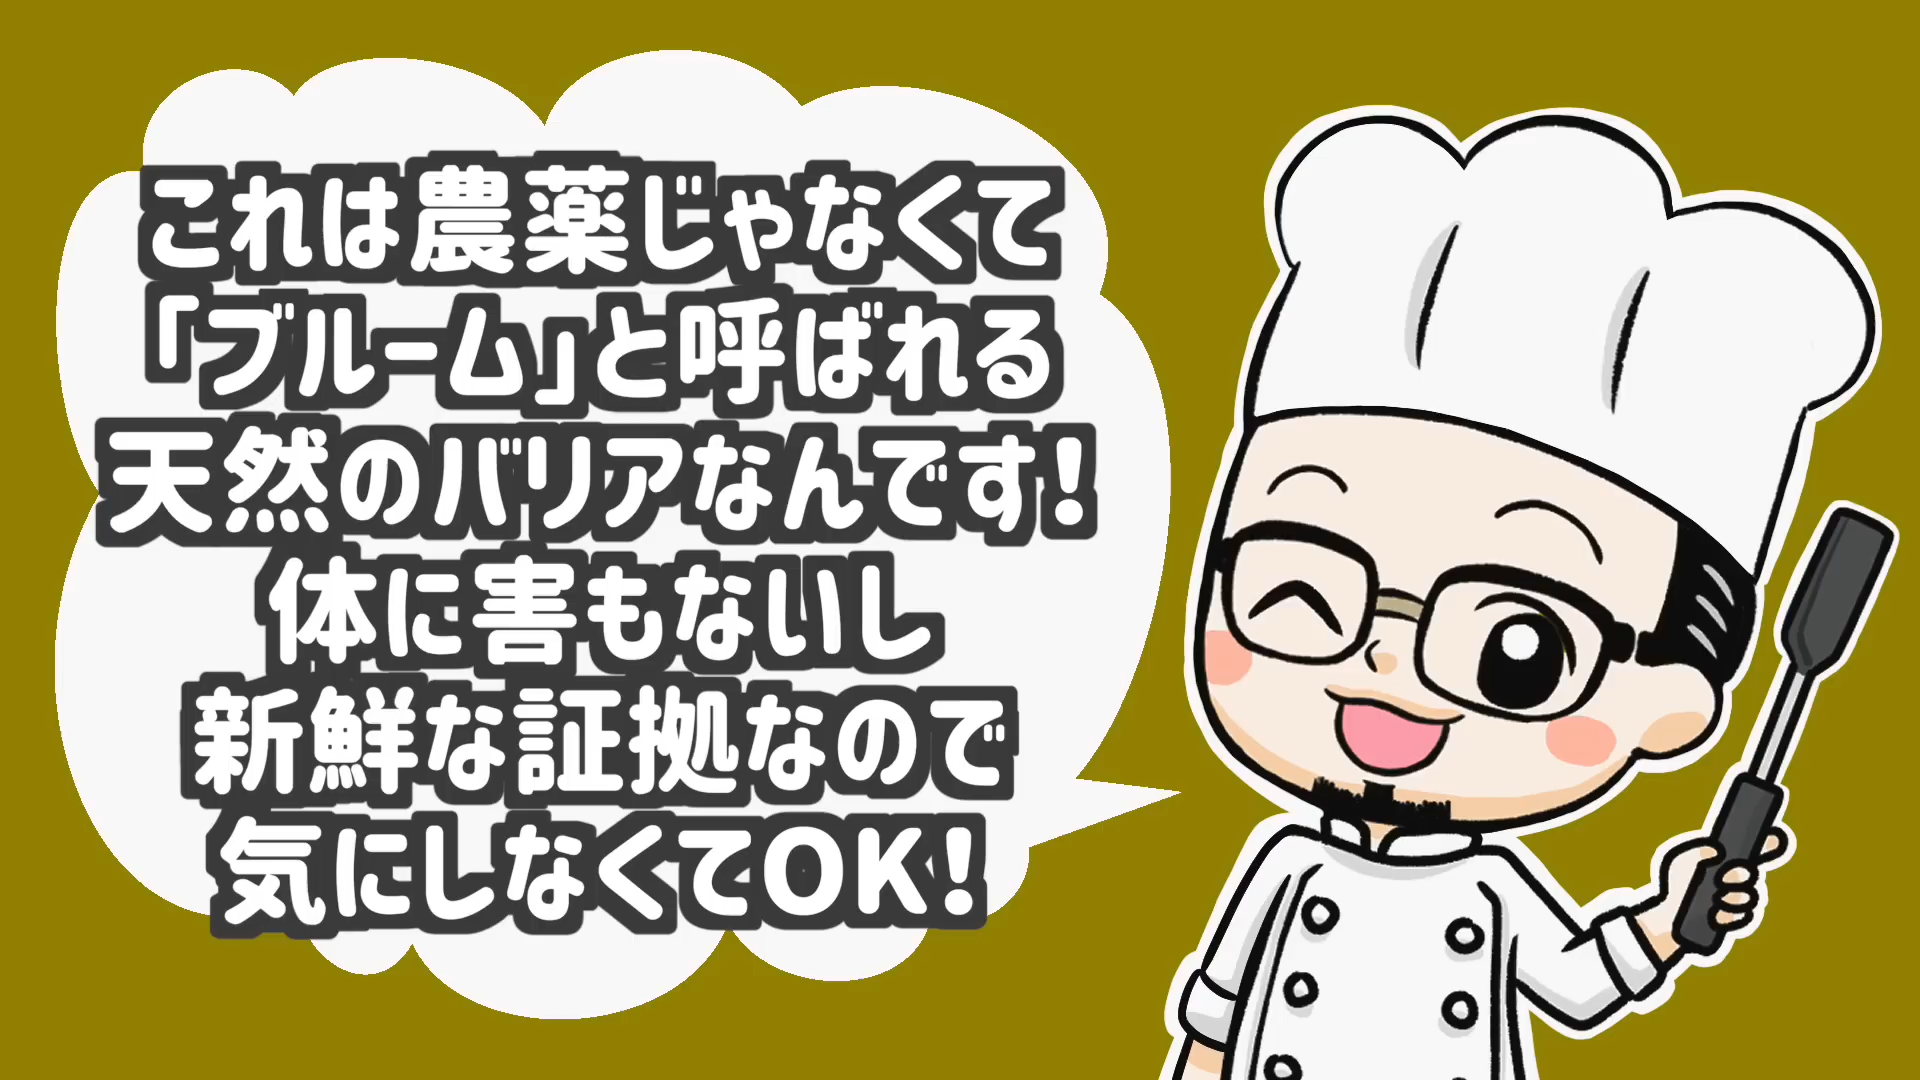 これは農薬じゃなくて
「ブルーム」と呼ばれる
天然のバリアなんです!
体に害もないし
新鮮な証拠なので
気にしなくてOK!